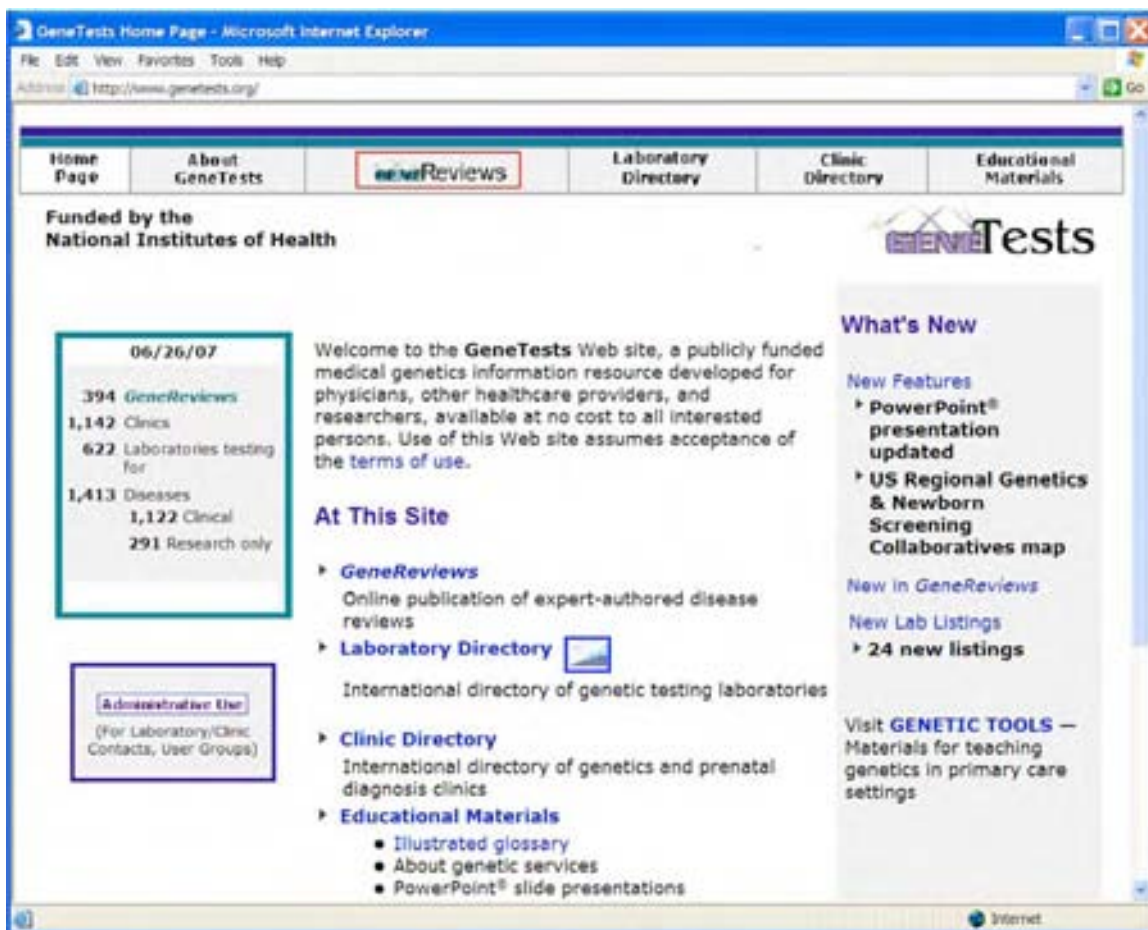 GeneTests Home Page - Microsoft Internet Explorer
File Edit View Favorites Tools Help
Address http://www.genetests.org/
Go
Home Page
About GeneTests
Reviews
Laboratory Directory
Clinic Directory
Educational Materials
Funded by the
National Institutes of Health
GENETests
06/26/07
394 GeneReviews
1,142 Clinics
622 Laboratories testing
for
1,413 Diseases
1,122 Clinical
291 Research only
Administrative Use
(For Laboratory/Clinic
Contacts, User Groups)
Welcome to the GeneTests Web site, a publicly funded
medical genetics information resource developed for
physicians, other healthcare providers, and
researchers, available at no cost to all interested
persons. Use of this Web site assumes acceptance of
the terms of use.
At This Site
GeneReviews
Online publication of expert-authored disease
reviews
Laboratory Directory
International directory of genetic testing laboratories
Clinic Directory
International directory of genetics and prenatal
diagnosis clinics
Educational Materials
• Illustrated glossary
• About genetic services
• PowerPoint® slide presentations
What's New
New Features
PowerPoint®
presentation
updated
US Regional Genetics
& Newborn
Screening
Collaboratives map
New in GeneReviews
New Lab Listings
24 new listings
Visit GENETIC TOOLS —
Materials for teaching
genetics in primary care
settings
Internet